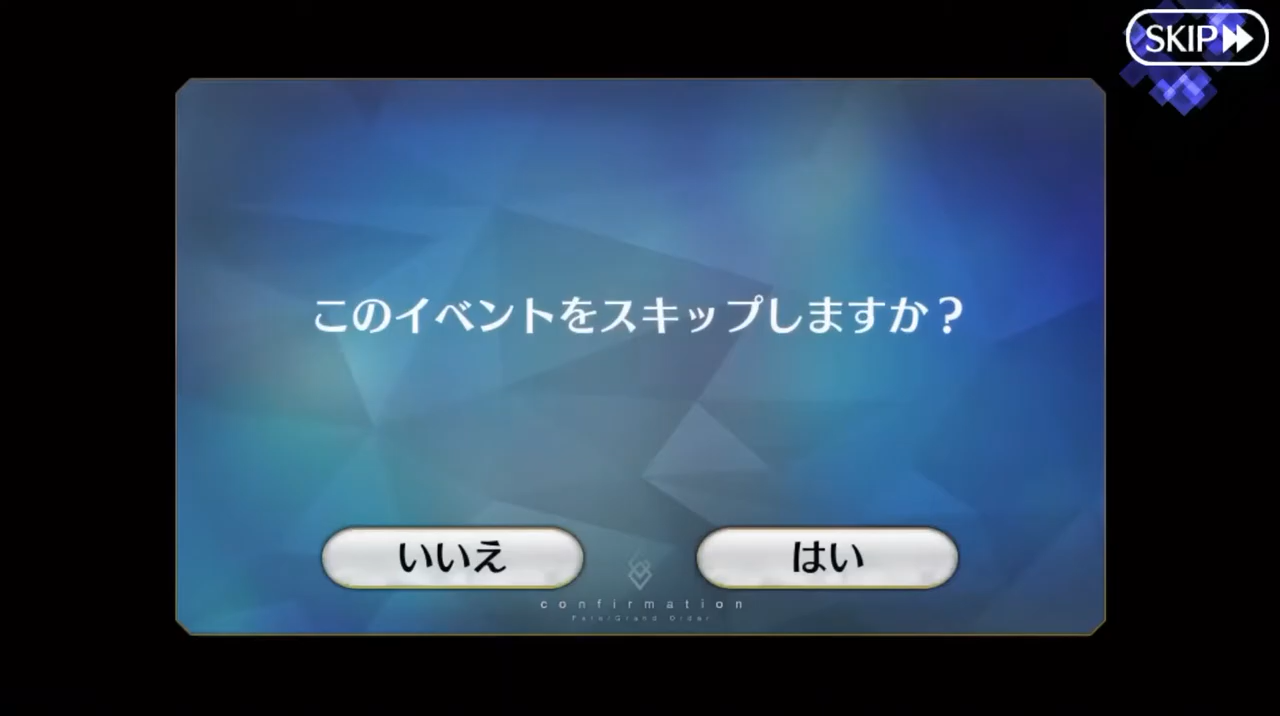 SKIP
このイベントをスキップしますか？
いいえ
はい
confirmation
Fate/Grand Order